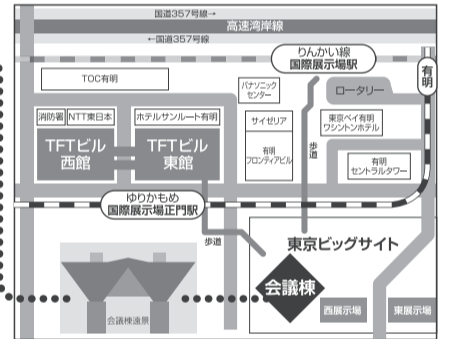 国道357号線→
高速湾岸線
←国道357号線
りんかい線
国際展示場駅
有明
TOC有明
パナソニック
センター
ロータリー
消防署
NTT東日本
ホテルサンルート有明
サイゼリア
東京ベイ有明
ワシントンホテル
TFTビル
西館
TFTビル
東館
有明
フロンティアビル
歩道
有明
セントラルタワー
ゆりかもめ
国際展示場正門駅
歩道
東京ビッグサイト
会議棟
西展示場
東展示場
会議棟遠景